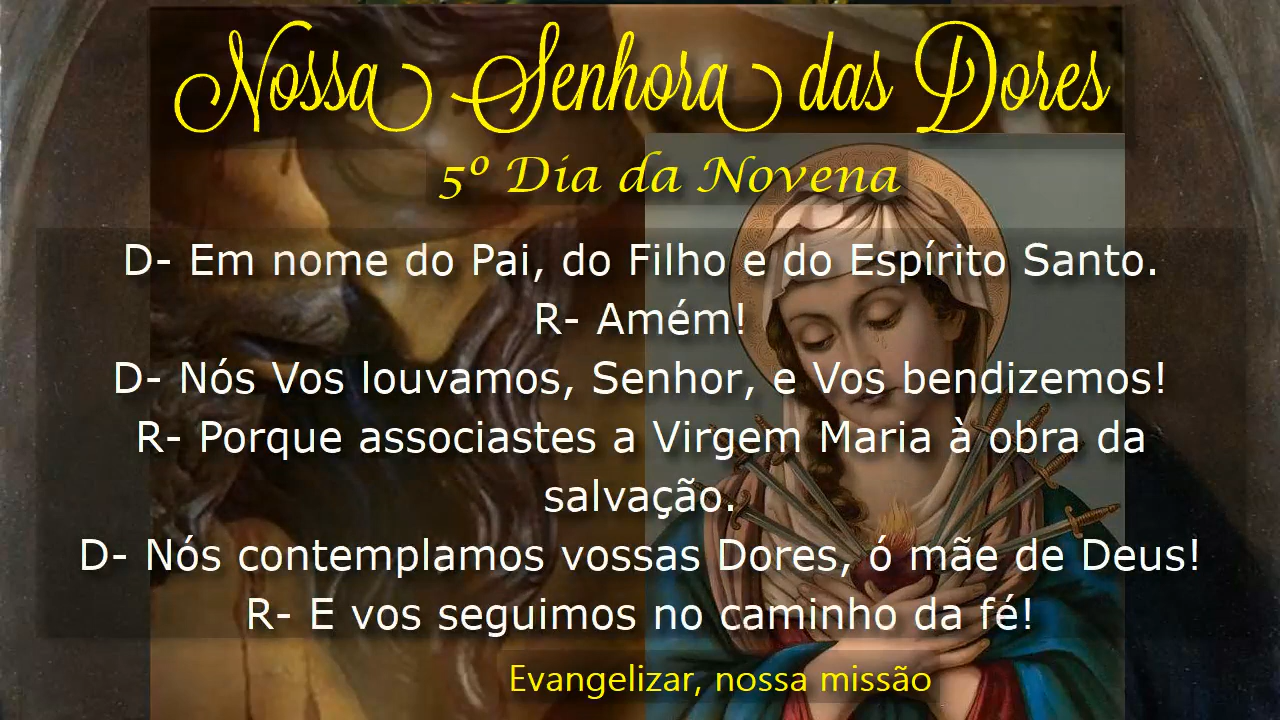 Nossa Senhora das Dores
5º Dia da Novena
D- Em nome do Pai, do Filho e do Espírito Santo.
R- Amém!
D- Nós Vos louvamos, Senhor, e Vos bendizemos!
R- Porque associastes a Virgem Maria à obra da
salvação.
D- Nós contemplamos vossas Dores, ó mãe de Deus!
R- E vos seguimos no caminho da fé!
Evangelizar, nossa missão